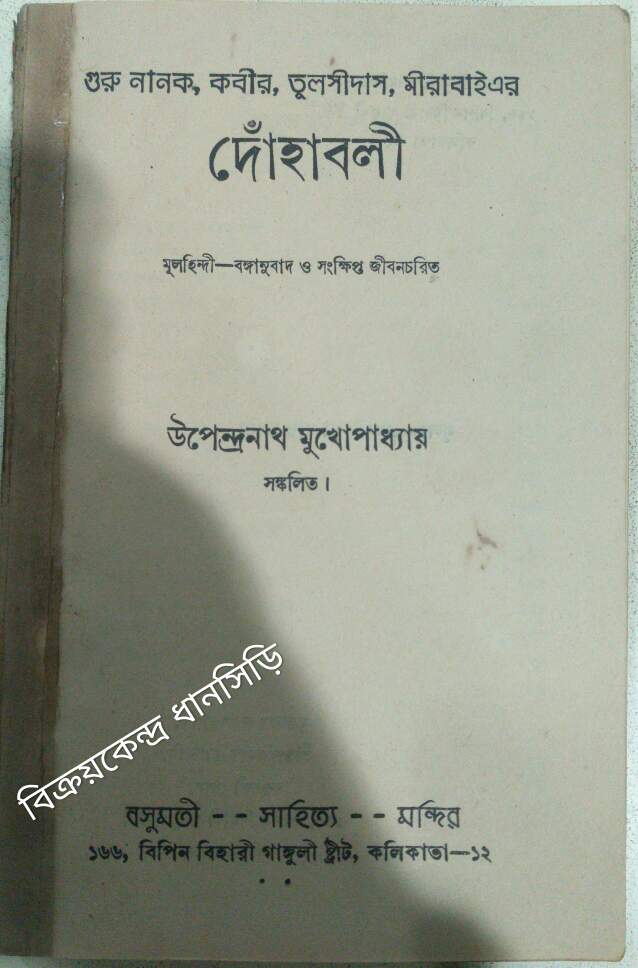 গুরু নানক, কবীর, তুলসীদাস, মীরাবাইএর
দোঁহাবলী
মূলহিন্দী—বঙ্গানুবাদ ও সংক্ষিপ্ত জীবনচরিত
উপেন্দ্রনাথ মুখোপাধ্যায়
সঙ্কলিত।
বিক্রয়কেন্দ্র ধানসিড়ি
বসুমতী - - সাহিত্য - - মন্দির
১৬৬, বিপিন বিহারী গাঙ্গুলী ষ্ট্রীট, কলিকাতা—১২